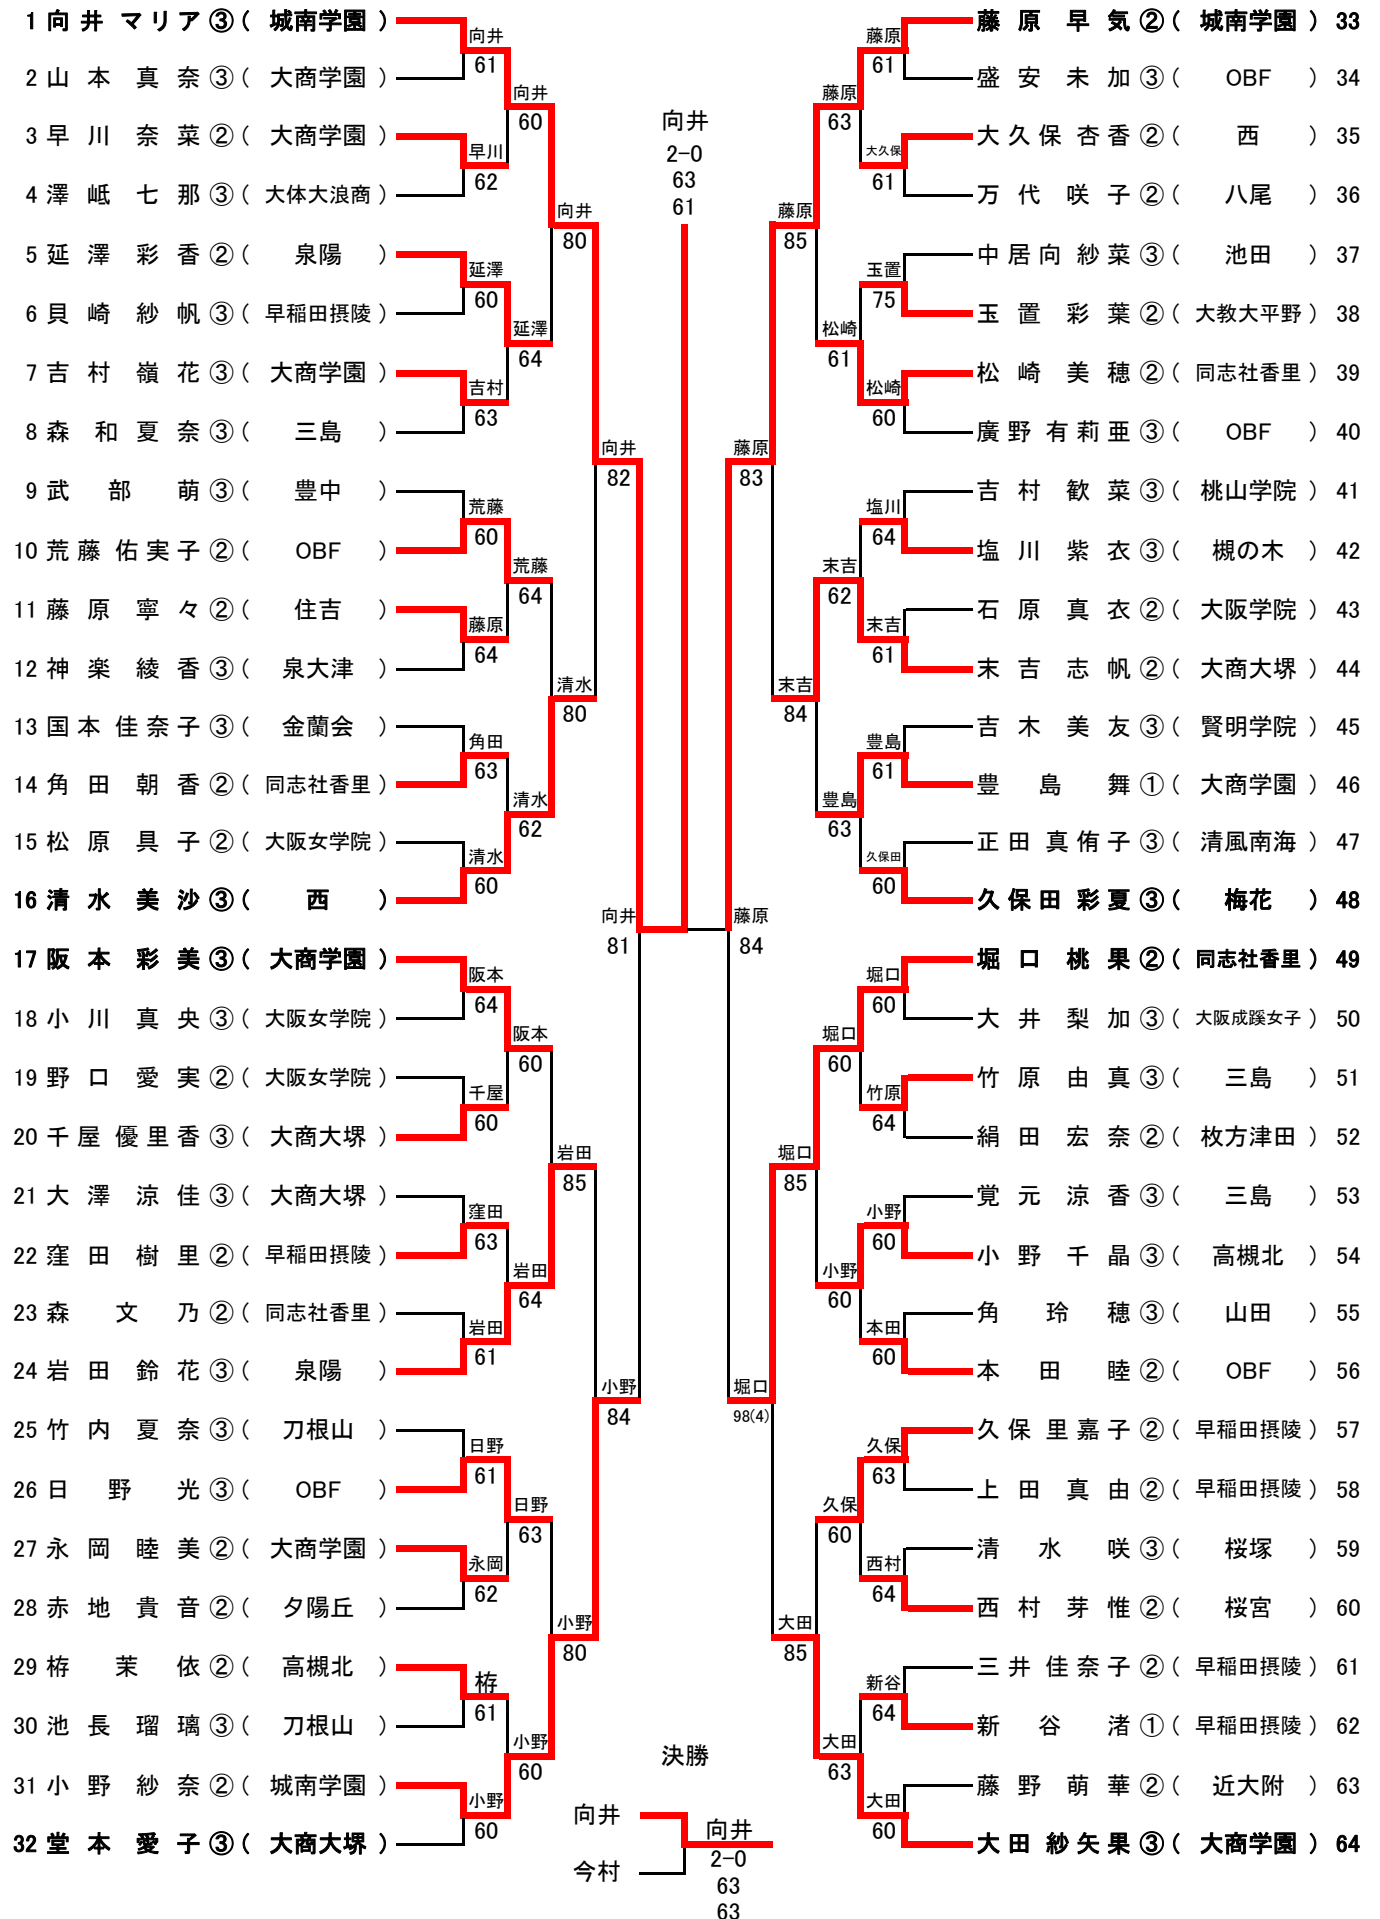 1 向井 マリア ③ ( 城南学園 )
2 山本 真奈 ③ ( 大商学園 )
3 早川 奈菜 ② ( 大商学園 )
4 澤岻 七那 ③ ( 大体大浪商 )
5 延澤 彩香 ② ( 泉陽 )
6 貝崎 紗帆 ③ ( 早稲田摂陵 )
7 吉村 嶺花 ③ ( 大商学園 )
8 森 和夏奈 ③ ( 三島 )
9 武部 萌 ③ ( 豊中 )
10 荒藤 佑実子 ② ( OBF )
11 藤原 寧々 ② ( 住吉 )
12 神楽 綾香 ③ ( 泉大津 )
13 国本 佳奈子 ③ ( 金蘭会 )
14 角田 朝香 ② ( 同志社香里 )
15 松原 具子 ② ( 大阪女学院 )
16 清水 美沙 ③ ( 西 )
17 阪本 彩美 ③ ( 大商学園 )
18 小川 真央 ③ ( 大阪女学院 )
19 野口 愛実 ② ( 大阪女学院 )
20 千屋 優里香 ③ ( 大商大堺 )
21 大澤 涼佳 ③ ( 大商大堺 )
22 窪田 樹里 ② ( 早稲田摂陵 )
23 森 文乃 ② ( 同志社香里 )
24 岩田 鈴花 ③ ( 泉陽 )
25 竹内 夏奈 ③ ( 刀根山 )
26 日野 光 ③ ( OBF )
27 永岡 睦美 ② ( 大商学園 )
28 赤地 貴音 ② ( 夕陽丘 )
29 栫 茉依 ② ( 高槻北 )
30 池長 瑠璃 ③ ( 刀根山 )
31 小野 紗奈 ② ( 城南学園 )
32 堂本 愛子 ③ ( 大商大堺 )
向井
61
早川
62
延澤
60
吉村
63
荒藤
60
藤原
64
角田
63
清水
60
阪本
64
千屋
60
窪田
63
岩田
61
日野
61
永岡
62
栫
61
小野
60
向井
60
延澤
64
荒藤
64
清水
62
阪本
60
岩田
64
日野
63
小野
60
向井
80
清水
80
岩田
85
小野
80
向井
82
小野
84
向井
81
向井
2-0
63
61
藤原
84
藤原
83
堀口
98(4)
藤原
85
末吉
84
堀口
85
大田
85
藤原
63
松崎
61
末吉
62
豊島
63
堀口
60
小野
60
久保
60
大田
63
藤原
61
大久保
61
玉置
75
松崎
60
塩川
64
末吉
61
豊島
61
久保田
60
堀口
60
竹原
64
小野
60
本田
60
久保
63
西村
64
新谷
64
大田
60
藤原 早気 ② ( 城南学園 ) 33
盛安 未加 ③ ( OBF ) 34
大久保 杏香 ② ( 西 ) 35
万代 咲子 ② ( 八尾 ) 36
中居 向紗菜 ③ ( 池田 ) 37
玉置 彩葉 ② ( 大教大平野 ) 38
松崎 美穂 ② ( 同志社香里 ) 39
廣野 有莉亜 ③ ( OBF ) 40
吉村 歓菜 ③ ( 桃山学院 ) 41
塩川 紫衣 ③ ( 槻の木 ) 42
石原 真衣 ② ( 大阪学院 ) 43
末吉 志帆 ② ( 大商大堺 ) 44
吉木 美友 ③ ( 賢明学院 ) 45
豊島 舞 ① ( 大商学園 ) 46
正田 真侑子 ③ ( 清風南海 ) 47
久保田 彩夏 ③ ( 梅花 ) 48
堀口 桃果 ② ( 同志社香里 ) 49
大井 梨加 ③ ( 大阪成蹊女子 ) 50
竹原 由真 ③ ( 三島 ) 51
絹田 宏奈 ② ( 枚方津田 ) 52
覚元 涼香 ③ ( 三島 ) 53
小野 千晶 ③ ( 高槻北 ) 54
角 玲穂 ③ ( 山田 ) 55
本田 睦 ② ( OBF ) 56
久保 里嘉子 ② ( 早稲田摂陵 ) 57
上田 真由 ② ( 早稲田摂陵 ) 58
清水 咲 ③ ( 桜塚 ) 59
西村 芽惟 ② ( 桜宮 ) 60
三井 佳奈子 ② ( 早稲田摂陵 ) 61
新谷 渚 ① ( 早稲田摂陵 ) 62
藤野 萌華 ② ( 近大附 ) 63
大田 紗矢果 ③ ( 大商学園 ) 64
決勝
向井
今村
向井
2-0
63
63